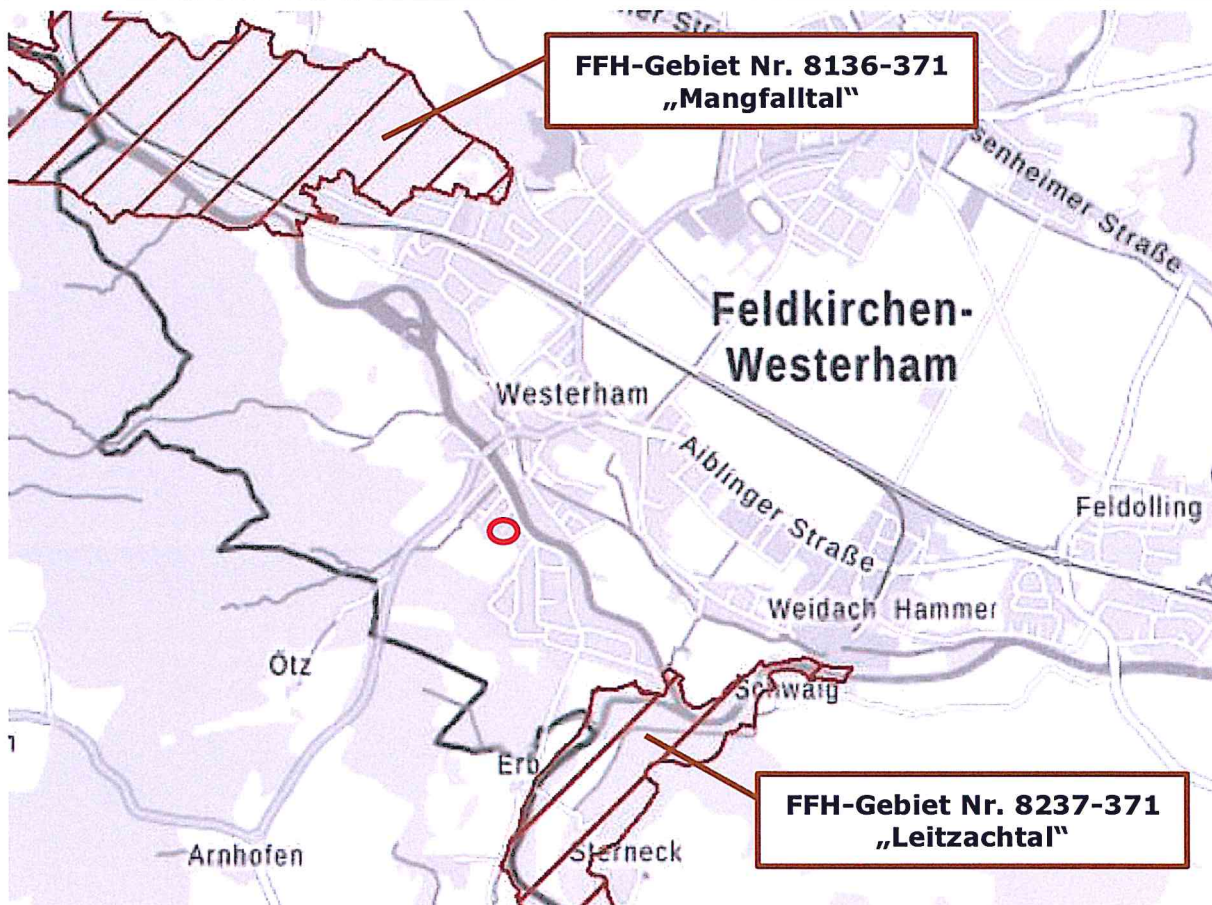 FFH-Gebiet Nr. 8136-371
„Mangfalltal“
senheimer Straße
Feldkirchen-
Westerham
Westerham
Aiblinger Straße
Feldolling
Weidach Hammer
Ötz
Schwaig
Erb
FFH-Gebiet Nr. 8237-371
„Leitzachtal“
Arnhofen
Sterneck